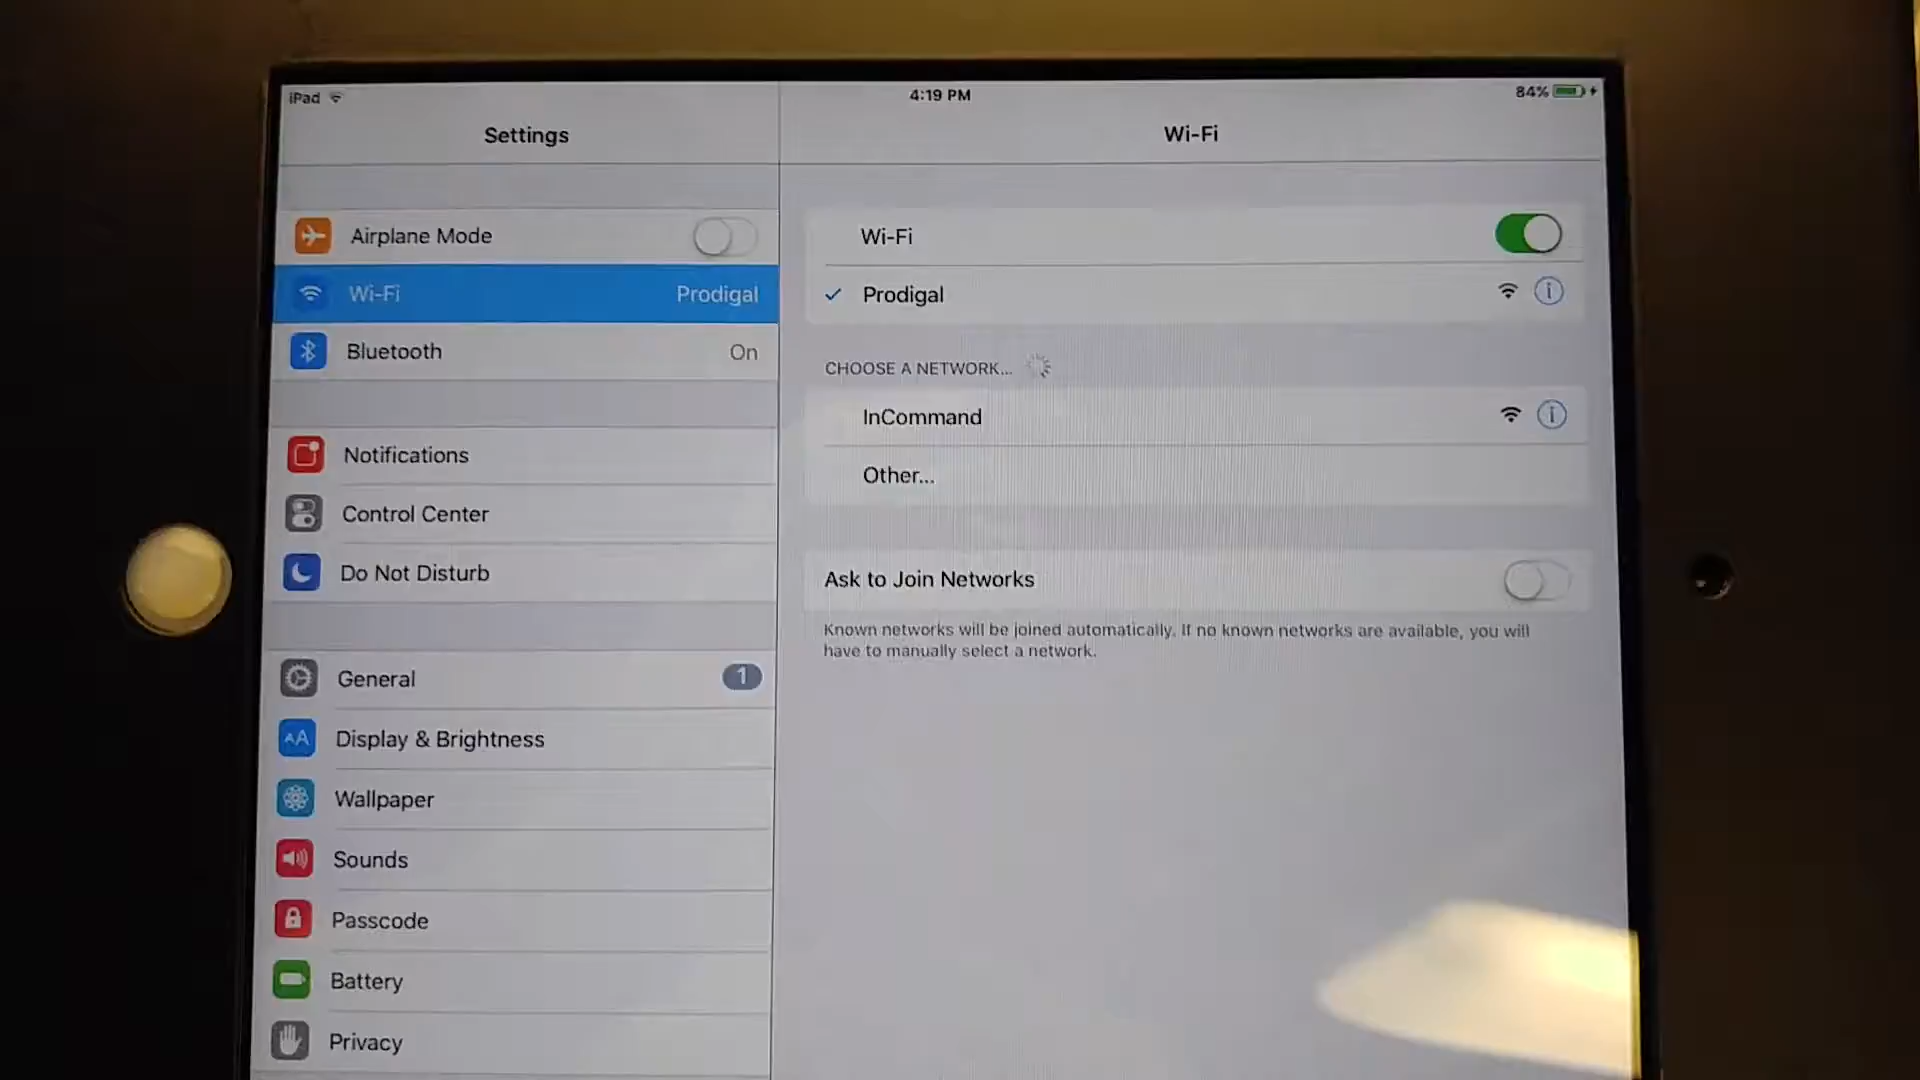 iPad
4:19 PM
84%
Settings
Wi-Fi
Airplane Mode
Wi-Fi Prodigal
Bluetooth On
Notifications
Control Center
Do Not Disturb
General 1
AA Display & Brightness
Wallpaper
Sounds
Passcode
Battery
Privacy
Wi-Fi
Prodigal
CHOOSE A NETWORK...
InCommand
Other...
Ask to Join Networks
Known networks will be joined automatically. If no known networks are available, you will
have to manually select a network.